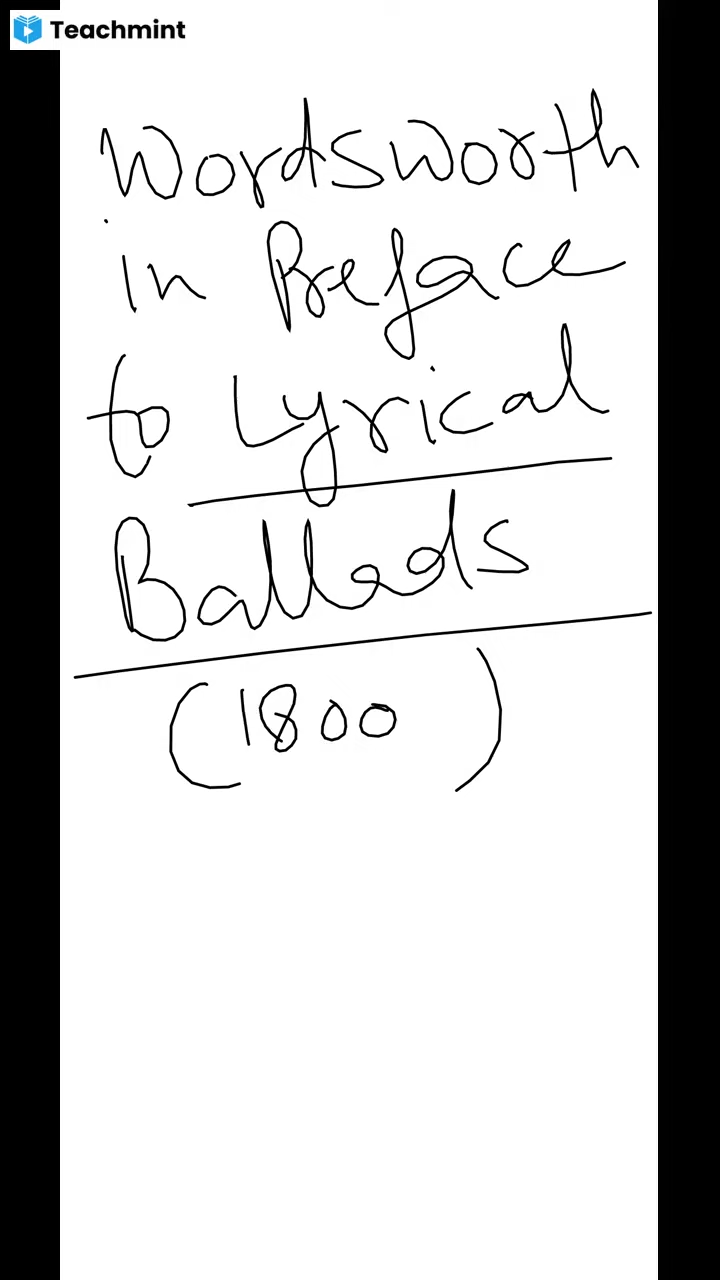 Teachmint
Wordsworth
in Preface
to Lyrical
Ballads
(1800)